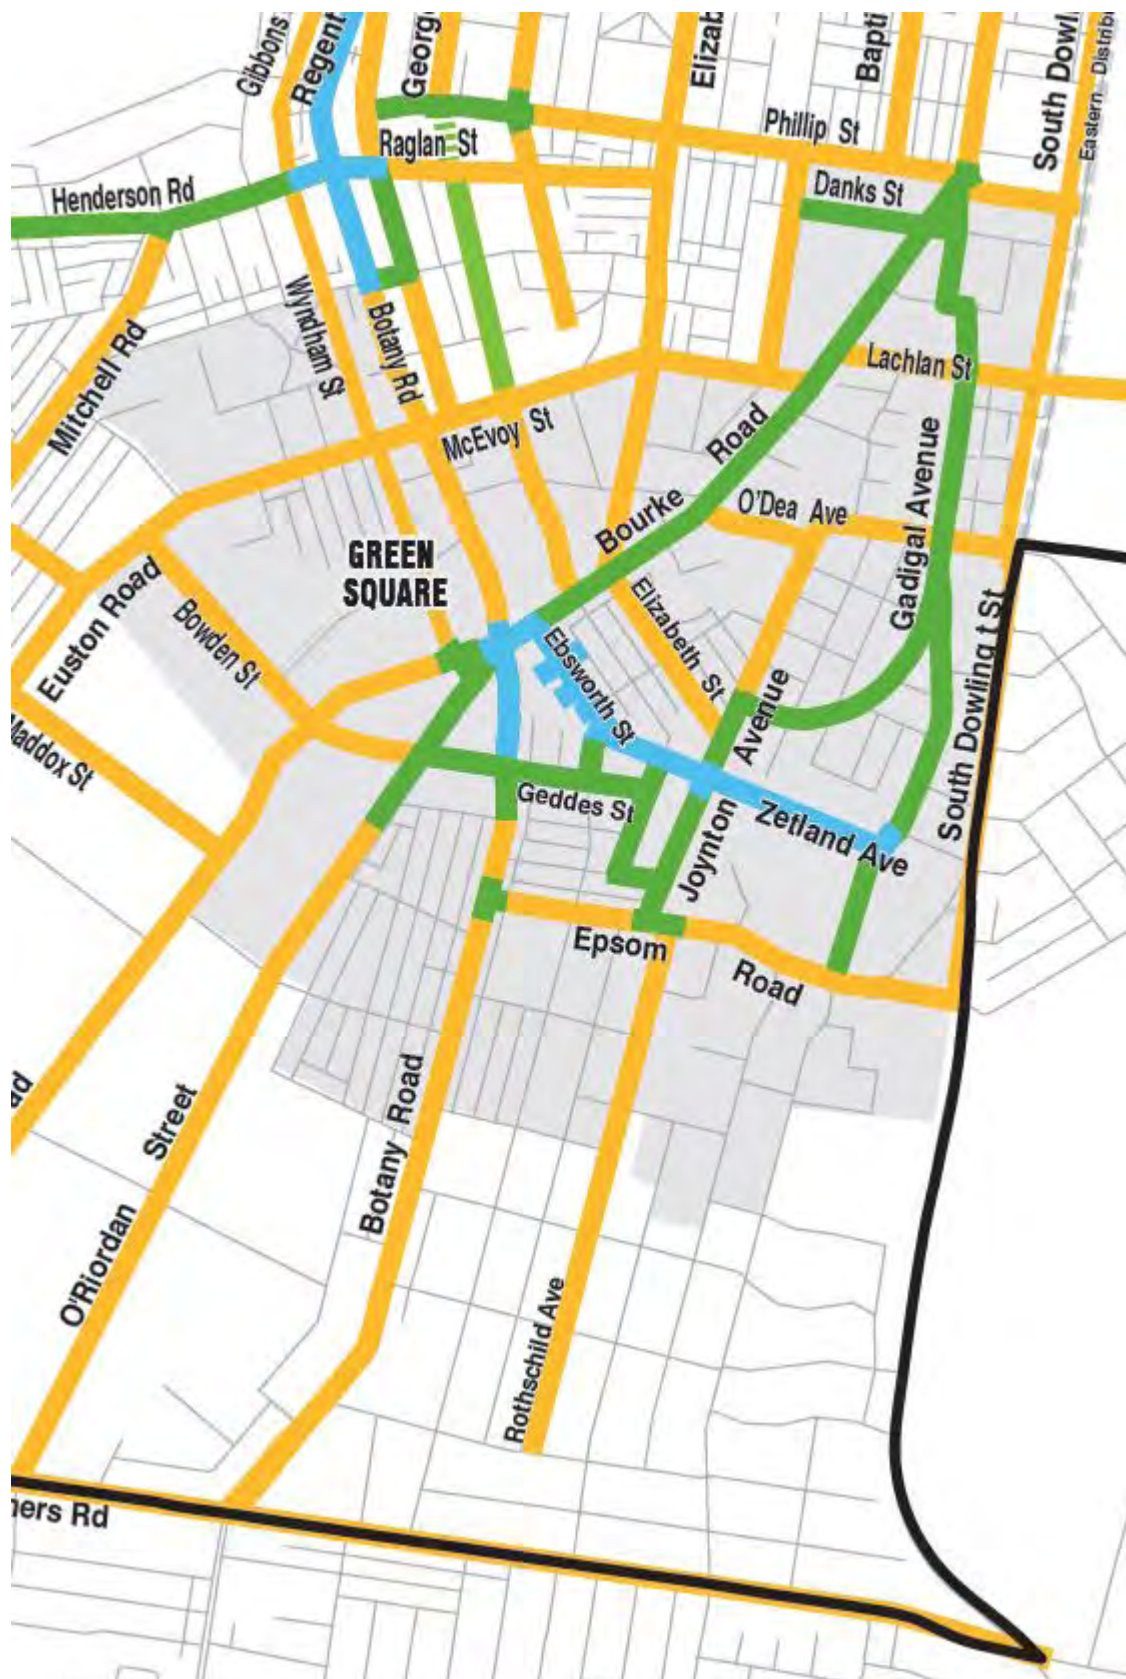 Gibbons
Regent
Georg
Elizab
Bapti
South Dowli
Eastern Distrib
Phillip St
Raglan St
Henderson Rd
Danks St
Wyndham St
Botany Rd
Mitchell Rd
Lachlan St
McEvoy St
Bourke Road
O'Dea Ave
Gadigal Avenue
GREEN
SQUARE
Euston Road
Bowden St
Elizabeth St
Ebsworth St
South Dowling t St
Maddox St
Joynton Avenue
Geddes St
Zetland Ave
Epsom Road
ad
O'Riordan Street
Botany Road
Rothschild Ave
ners Rd